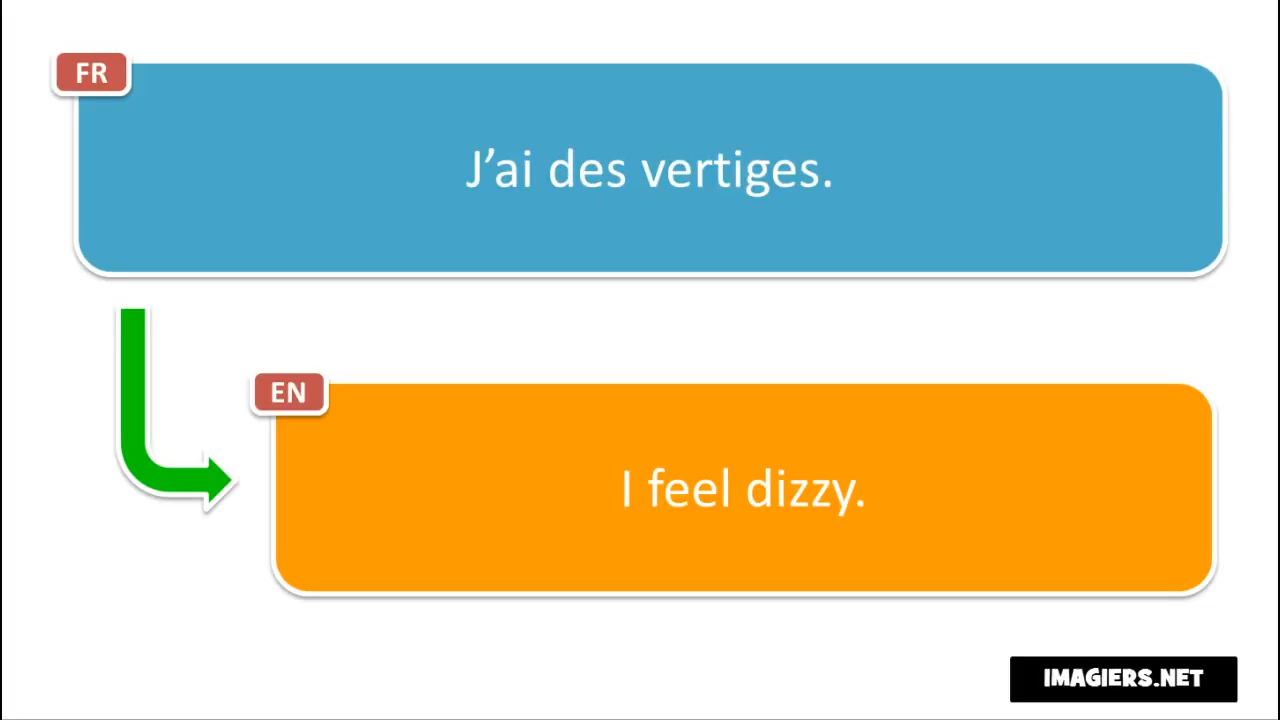 FR
J’ai des vertiges.
EN
I feel dizzy.
IMAGIERS.NET